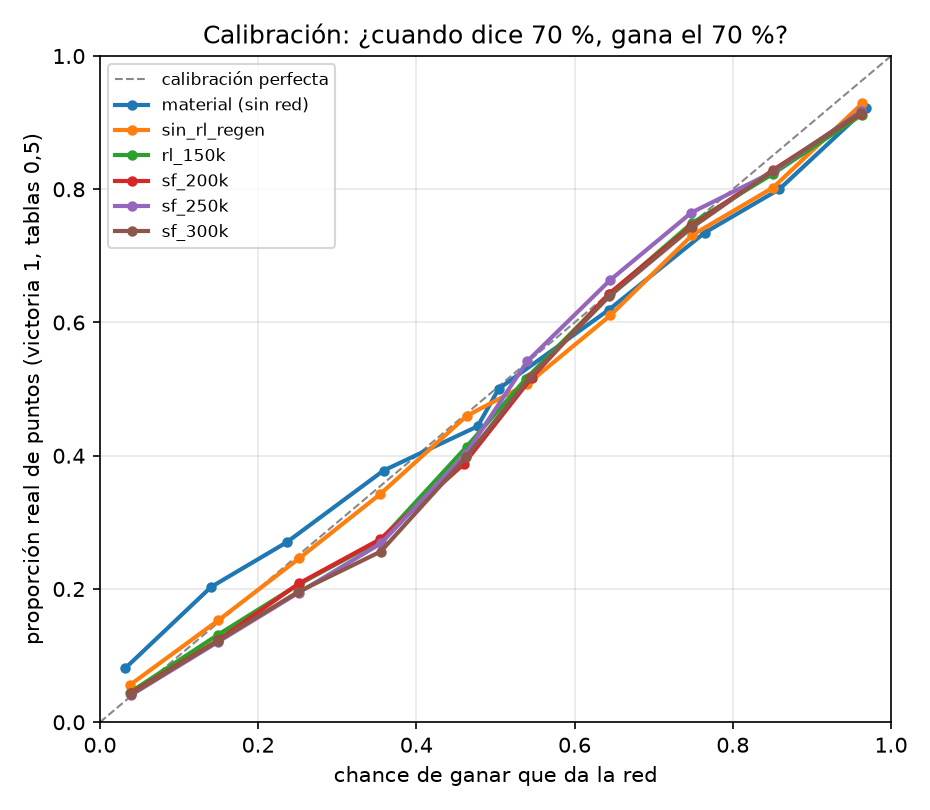 Calibración: ¿cuando dice 70 %, gana el 70 %?
calibración perfecta
material (sin red)
sin_rl_regen
rl_150k
sf_200k
sf_250k
sf_300k
proporción real de puntos (victoria 1, tablas 0,5)
1.0
0.8
0.6
0.4
0.2
0.0
0.0 0.2 0.4 0.6 0.8 1.0
chance de ganar que da la red